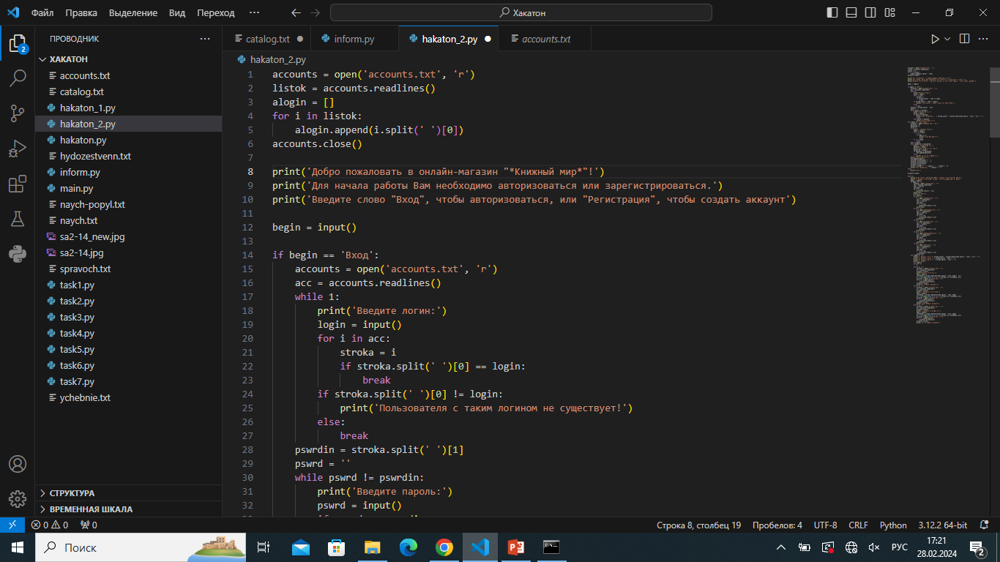 Файл Правка Выделение Вид Переход ··· Хакатон
ПРОВОДНИК ···
catalog.txt
inform.py
hakaton_2.py
accounts.txt
ХАКАТОН
accounts.txt
catalog.txt
hakaton_1.py
hakaton_2.py
hakaton.py
hydozestvenn.txt
inform.py
main.py
naych-popyl.txt
naych.txt
sa2-14_new.jpg
sa2-14.jpg
spravoch.txt
task1.py
task2.py
task3.py
task4.py
task5.py
task6.py
task7.py
ychebnie.txt
СТРУКТУРА
ВРЕМЕННАЯ ШКАЛА
2
hakaton_2.py
1 accounts = open('accounts.txt', 'r')
2 listok = accounts.readlines()
3 alogin = []
4 for i in listok:
5     alogin.append(i.split(' ')[0])
6 accounts.close()
7
8 print('Добро пожаловать в онлайн-магазин "*Книжный мир*"!')
9 print('Для начала работы Вам необходимо авторизоваться или зарегистрироваться.')
10 print('Введите слово "Вход", чтобы авторизоваться, или "Регистрация", чтобы создать аккаунт')
11
12 begin = input()
13
14 if begin == 'Вход':
15     accounts = open('accounts.txt', 'r')
16     acc = accounts.readlines()
17     while 1:
18         print('Введите логин:')
19         login = input()
20         for i in acc:
21             stroka = i
22             if stroka.split(' ')[0] == login:
23                 break
24         if stroka.split(' ')[0] != login:
25             print('Пользователя с таким логином не существует!')
26         else:
27             break
28     pswrdin = stroka.split(' ')[1]
29     pswrd = ''
30     while pswrd != pswrdin:
31         print('Введите пароль:')
32         pswrd = input()
0 0 0
Строка 8, столбец 19 Пробелов: 4 UTF-8 CRLF Python 3.12.2 64-bit
Поиск
РУС
17:21
28.02.2024
2